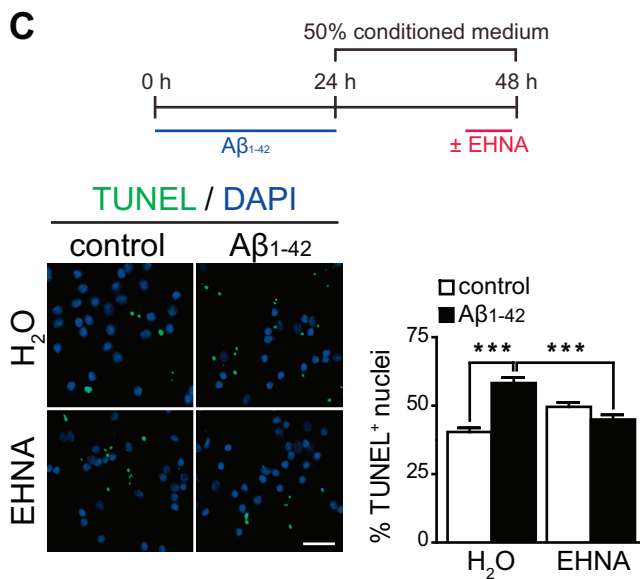 C
50% conditioned medium
0 h 24 h 48 h
Aβ1-42 ± EHNA
TUNEL / DAPI
control Aβ1-42
H2O
EHNA
control
Aβ1-42
*** ***
% TUNEL+ nuclei
75
50
25
0
H2O EHNA